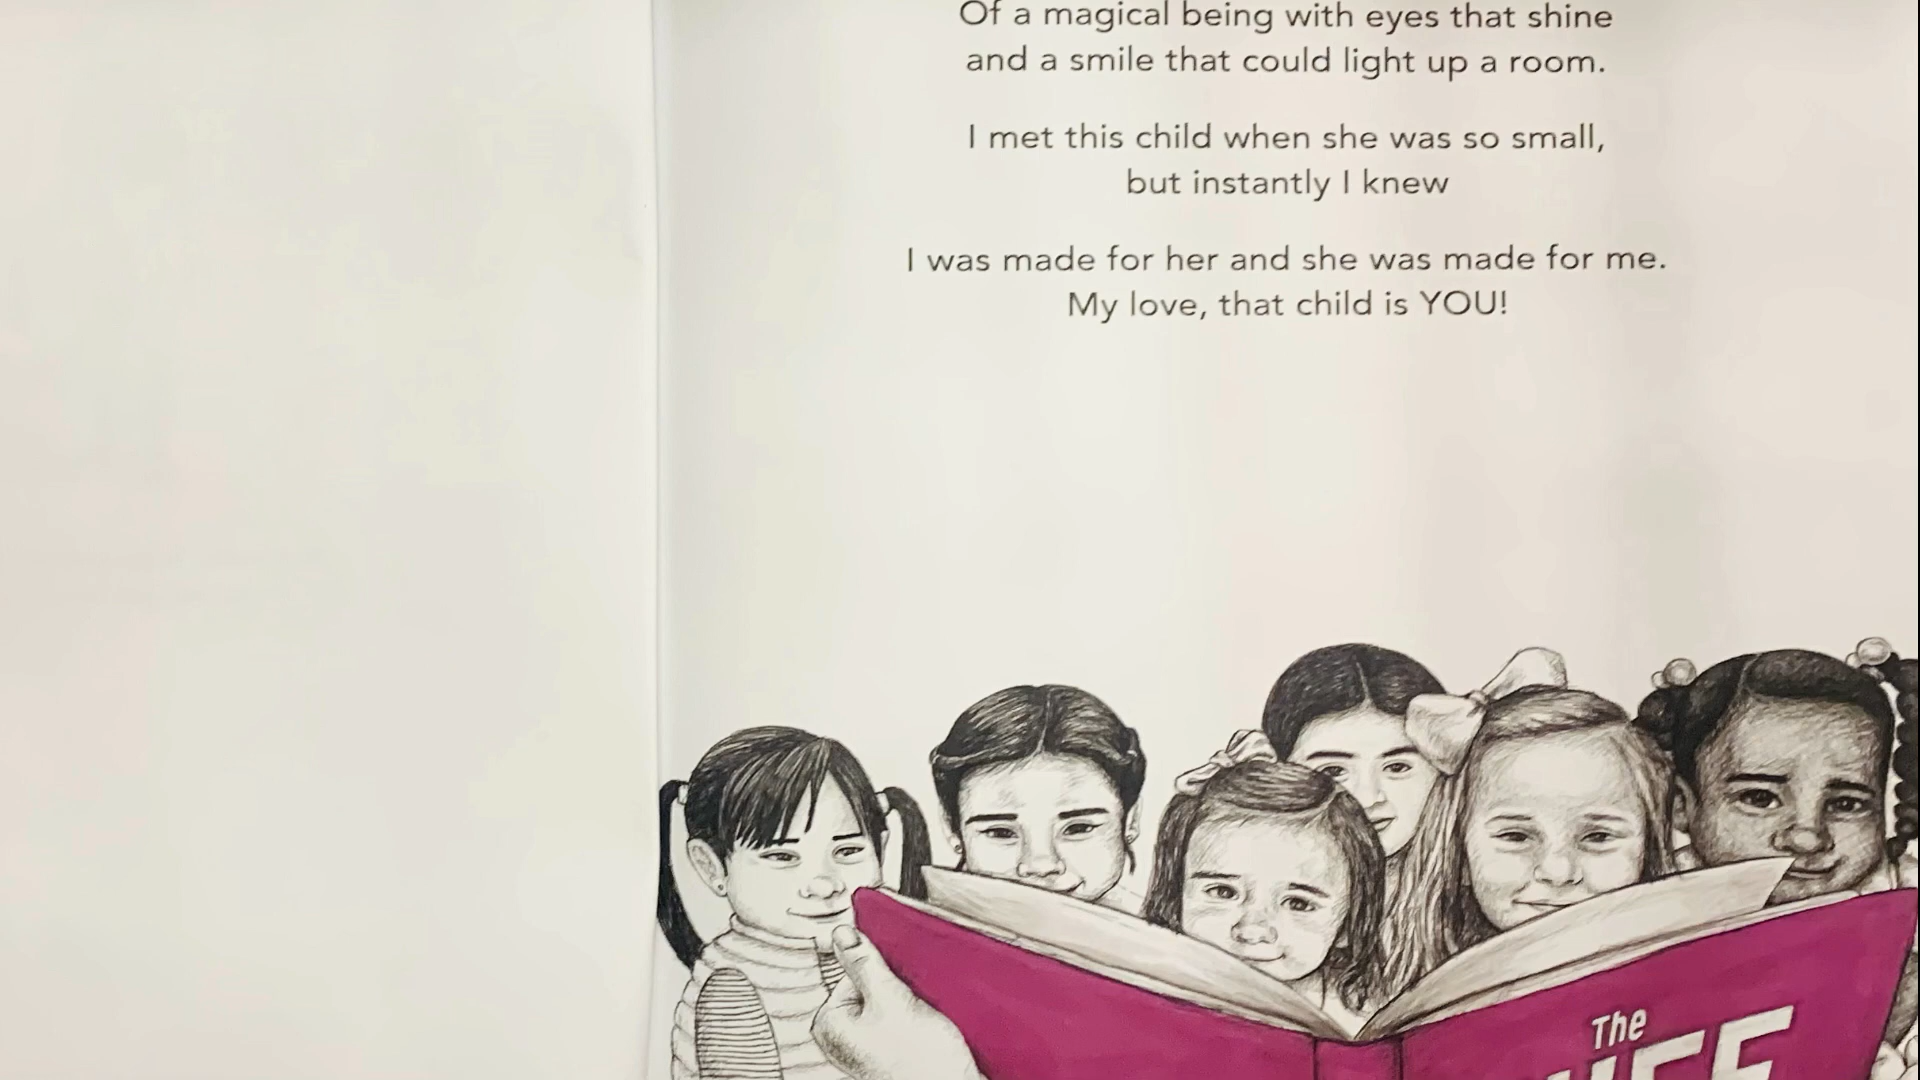 Of a magical being with eyes that shine
and a smile that could light up a room.
I met this child when she was so small,
but instantly I knew
I was made for her and she was made for me.
My love, that child is YOU!
The